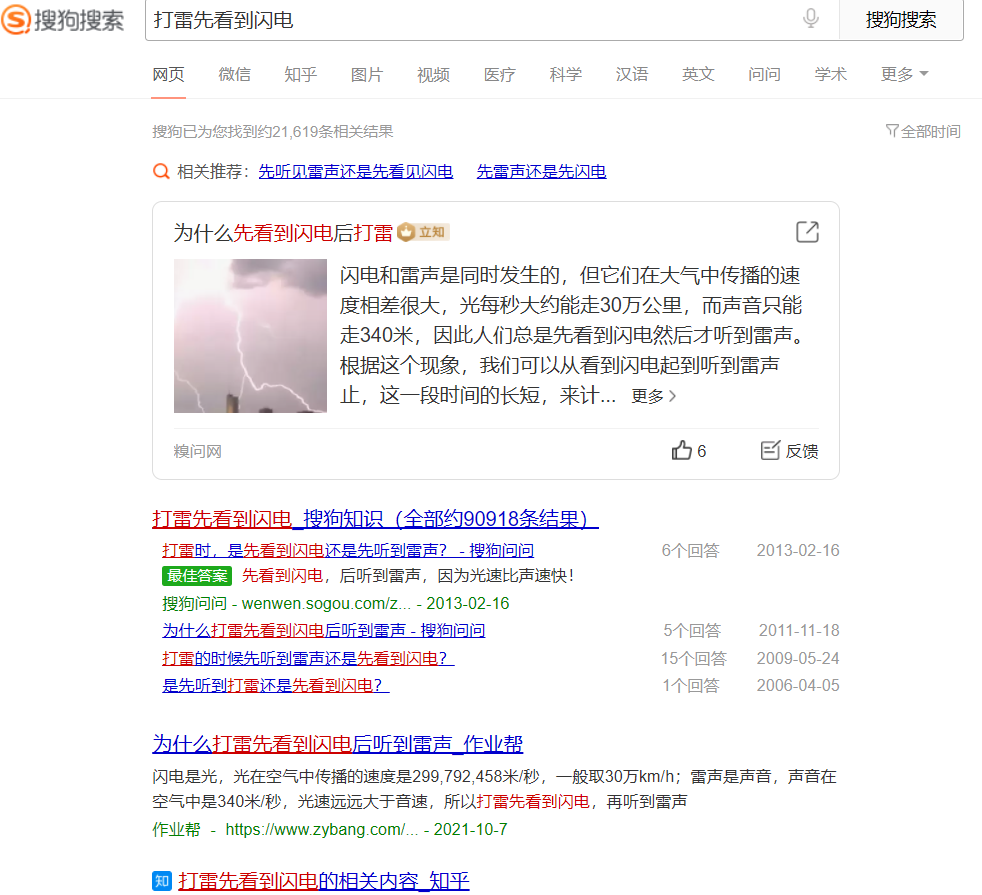 搜狗搜索 打雷先看到闪电 搜狗搜索
网页 微信 知乎 图片 视频 医疗 科学 汉语 英文 问问 学术 更多
搜狗已为您找到约21,619条相关结果 全部时间
相关推荐： 先听见雷声还是先看见闪电 先雷声还是先闪电
为什么先看到闪电后打雷 立知
闪电和雷声是同时发生的，但它们在大气中传播的速
度相差很大，光每秒大约能走30万公里，而声音只能
走340米，因此人们总是先看到闪电然后才听到雷声。
根据这个现象，我们可以从看到闪电起到听到雷声
止，这一段时间的长短，来计... 更多
糗问网 6 反馈
打雷先看到闪电_搜狗知识（全部约90918条结果）
打雷时，是先看到闪电还是先听到雷声？ - 搜狗问问 6个回答 2013-02-16
最佳答案 先看到闪电，后听到雷声，因为光速比声速快！
搜狗问问 - wenwen.sogou.com/z... - 2013-02-16
为什么打雷先看到闪电后听到雷声 - 搜狗问问 5个回答 2011-11-18
打雷的时候先听到雷声还是先看到闪电？ 15个回答 2009-05-24
是先听到打雷还是先看到闪电？ 1个回答 2006-04-05
为什么打雷先看到闪电后听到雷声_作业帮
闪电是光，光在空气中传播的速度是299,792,458米/秒，一般取30万km/h；雷声是声音，声音在
空气中是340米/秒，光速远远大于音速，所以打雷先看到闪电，再听到雷声
作业帮 - https://www.zybang.com/... - 2021-10-7
知 打雷先看到闪电的相关内容_知乎